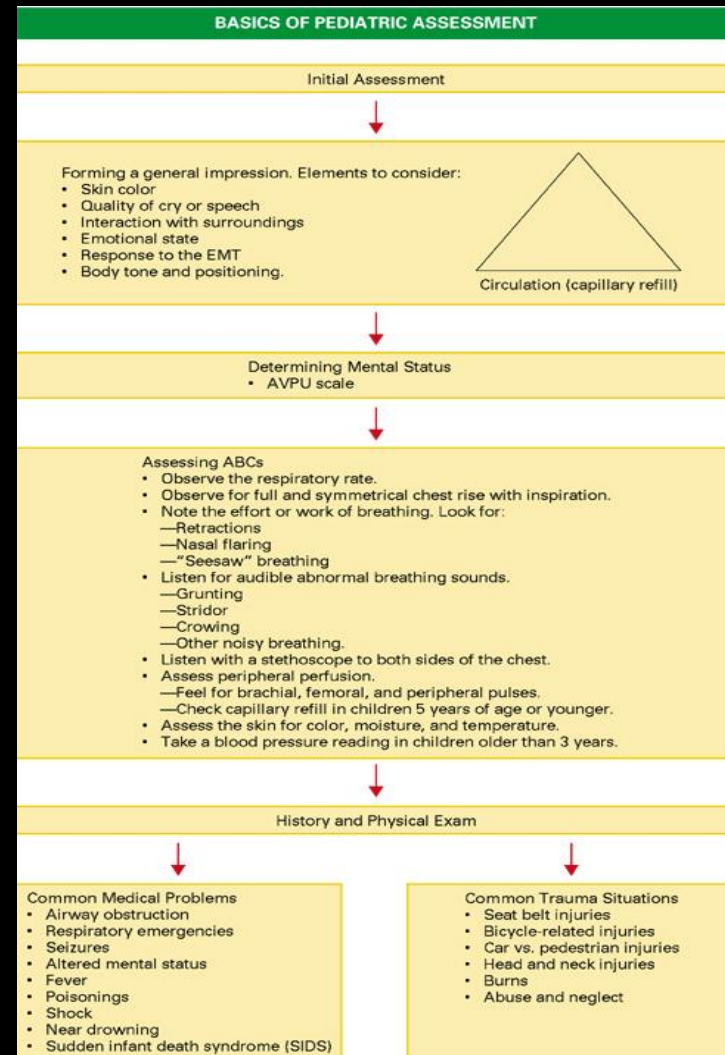 BASICS OF PEDIATRIC ASSESSMENT
Initial Assessment
Forming a general impression. Elements to consider:
• Skin color
• Quality of cry or speech
• Interaction with surroundings
• Emotional state
• Response to the EMT
• Body tone and positioning.
Circulation (capillary refill)
Determining Mental Status
• AVPU scale
Assessing ABCs
• Observe the respiratory rate.
• Observe for full and symmetrical chest rise with inspiration.
• Note the effort or work of breathing. Look for:
—Retractions
—Nasal flaring
—"Seesaw" breathing
• Listen for audible abnormal breathing sounds.
—Grunting
—Stridor
—Crowing
—Other noisy breathing.
• Listen with a stethoscope to both sides of the chest.
• Assess peripheral perfusion.
—Feel for brachial, femoral, and peripheral pulses.
—Check capillary refill in children 5 years of age or younger.
• Assess the skin for color, moisture, and temperature.
• Take a blood pressure reading in children older than 3 years.
History and Physical Exam
Common Medical Problems
• Airway obstruction
• Respiratory emergencies
• Seizures
• Altered mental status
• Fever
• Poisonings
• Shock
• Near drowning
• Sudden infant death syndrome (SIDS)
Common Trauma Situations
• Seat belt injuries
• Bicycle-related injuries
• Car vs. pedestrian injuries
• Head and neck injuries
• Burns
• Abuse and neglect